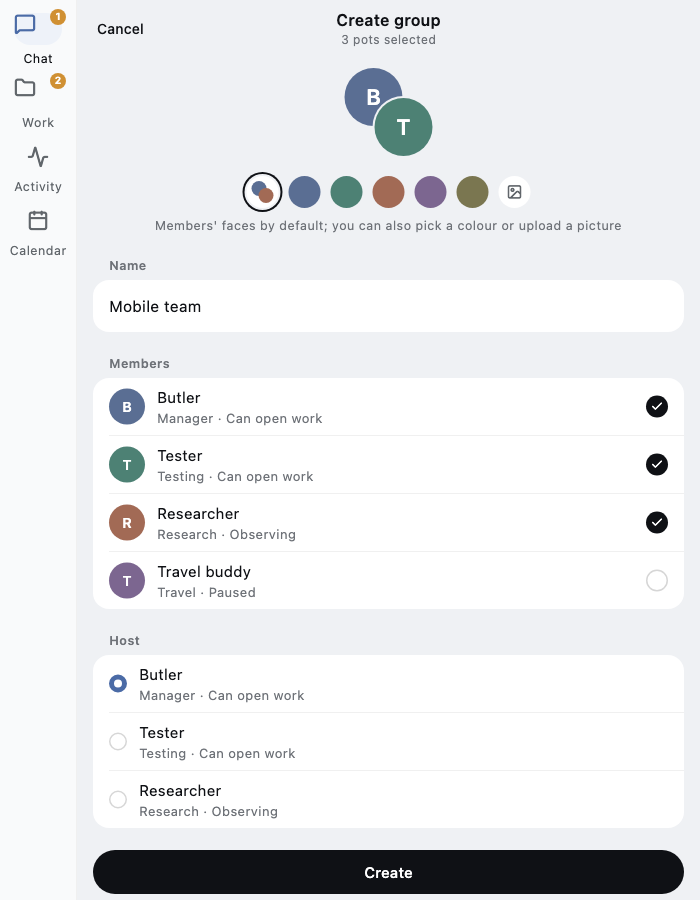 1
Chat
2
Work
Activity
Calendar
Cancel
Create group
3 pots selected
B
T
Members' faces by default; you can also pick a colour or upload a picture
Name
Mobile team
Members
B
Butler
Manager · Can open work
T
Tester
Testing · Can open work
R
Researcher
Research · Observing
T
Travel buddy
Travel · Paused
Host
Butler
Manager · Can open work
Tester
Testing · Can open work
Researcher
Research · Observing
Create